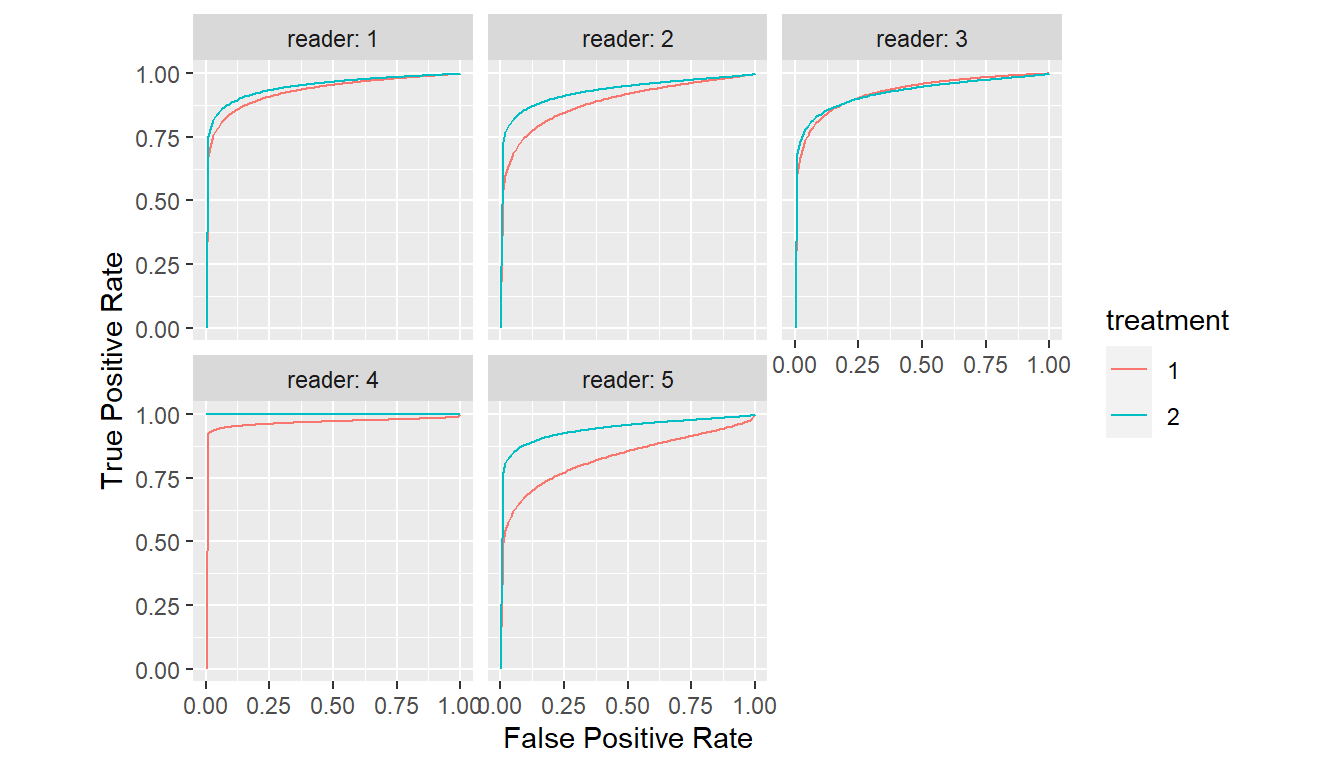 reader: 1
reader: 2
reader: 3
1.00
0.75
0.50
0.25
0.00
0.00 0.25 0.50 0.75 1.00
reader: 4
reader: 5
1.00
0.75
0.50
0.25
0.00
0.00 0.25 0.50 0.75 1.00
0.00 0.25 0.50 0.75 1.00
True Positive Rate
False Positive Rate
treatment
1
2